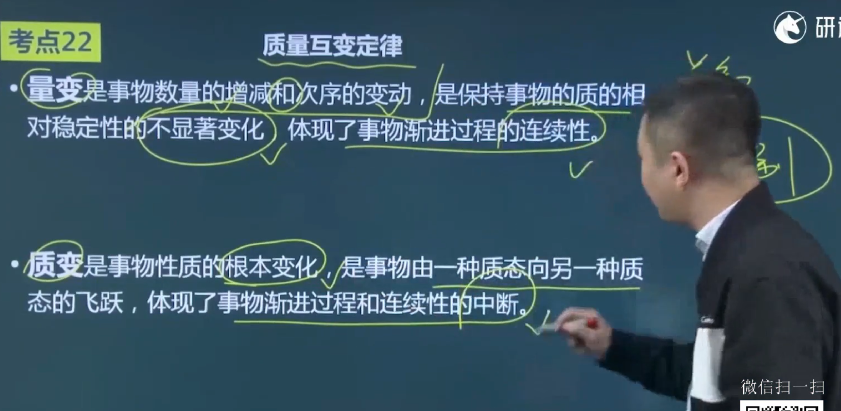 考点22
质量互变定律
研
• 量变是事物数量的增减和次序的变动，是保持事物的质的相
对稳定性的不显著变化，体现了事物渐进过程的连续性。
• 质变是事物性质的根本变化，是事物由一种质态向另一种质
态的飞跃，体现了事物渐进过程和连续性的中断。
微信扫一扫